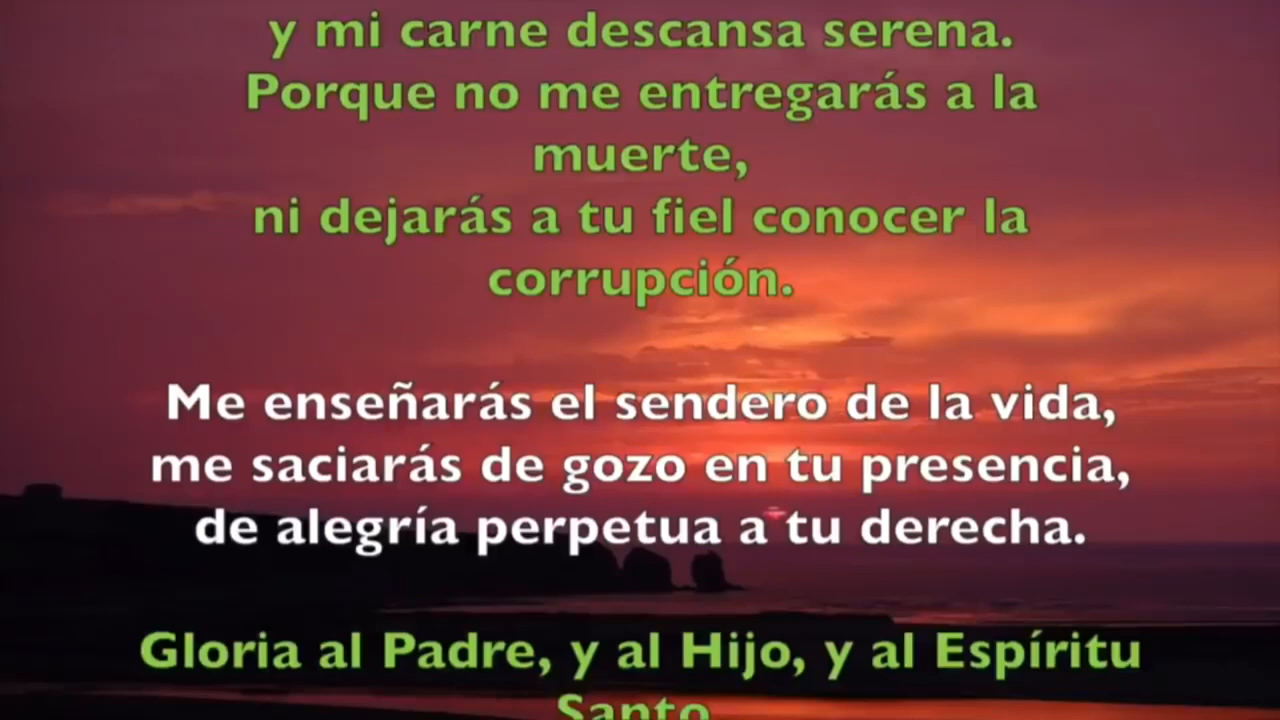 y mi carne descansa serena.
Porque no me entregarás a la
muerte,
ni dejarás a tu fiel conocer la
corrupción.
Me enseñarás el sendero de la vida,
me saciarás de gozo en tu presencia,
de alegría perpetua a tu derecha.
Gloria al Padre, y al Hijo, y al Espíritu
Santo